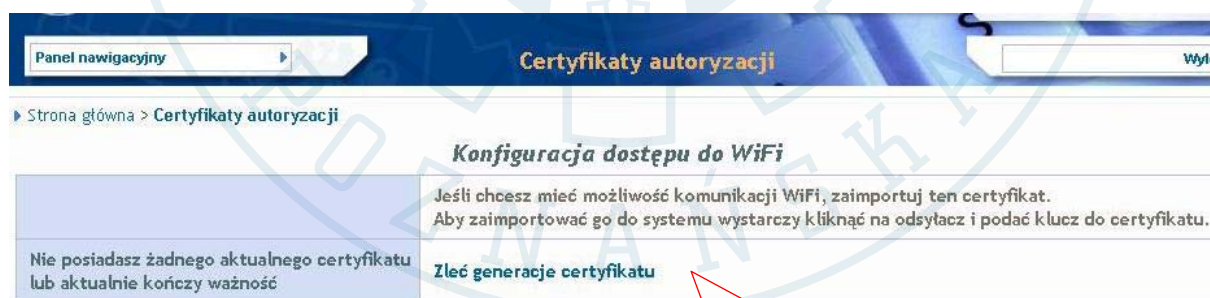 Panel nawigacyjny
Certyfikaty autoryzacji
Strona główna > Certyfikaty autoryzacji
Konfiguracja dostępu do WiFi
Jeśli chcesz mieć możliwość komunikacji WiFi, zaimportuj ten certyfikat.
Aby zaimportować go do systemu wystarczy kliknąć na odsyłacz i podać klucz do certyfikatu.
Nie posiadasz żadnego aktualnego certyfikatu
lub aktualnie kończy ważność
Zleć generacje certyfikatu